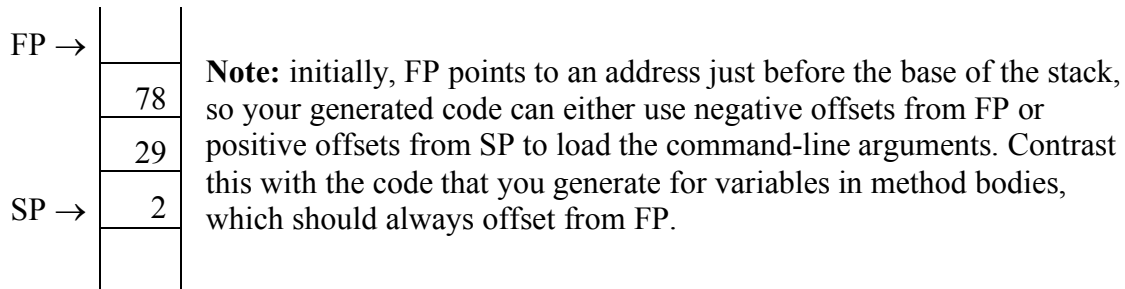 FP →
78
29
SP → 2
Note: initially, FP points to an address just before the base of the stack,
so your generated code can either use negative offsets from FP or
positive offsets from SP to load the command-line arguments. Contrast
this with the code that you generate for variables in method bodies,
which should always offset from FP.